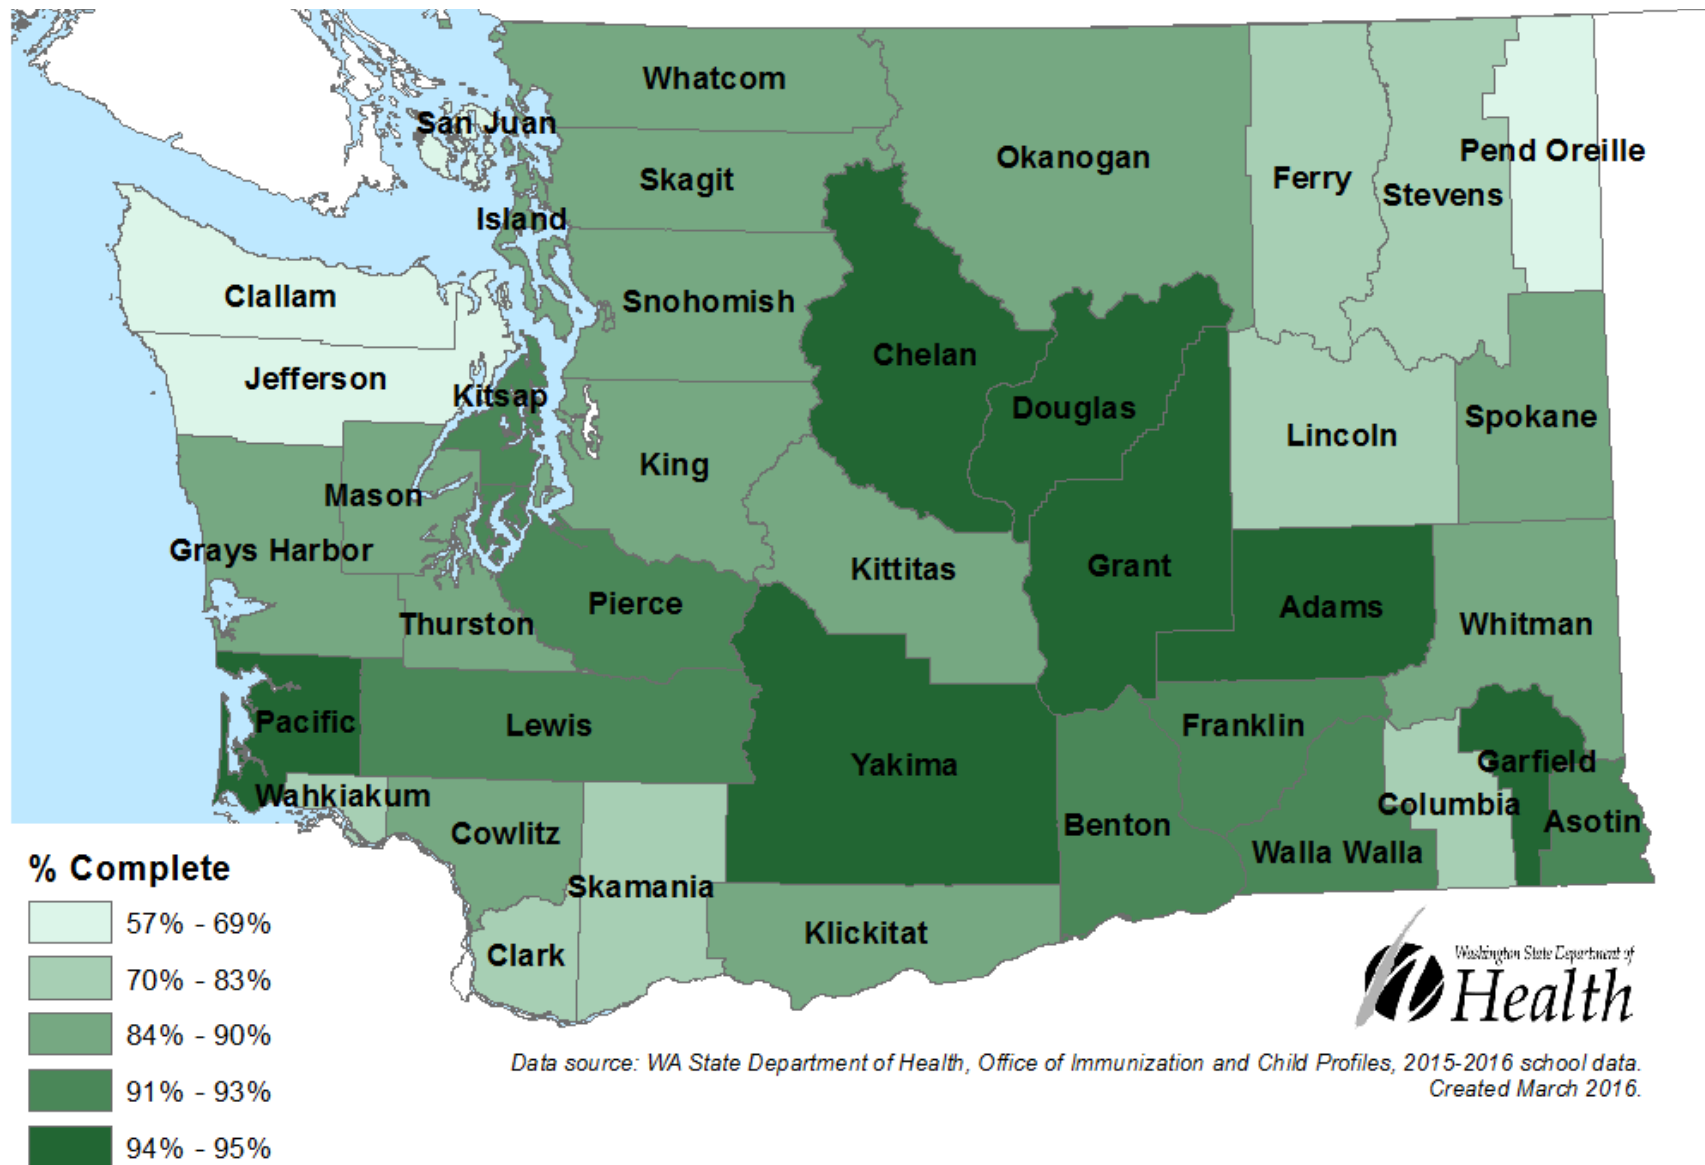 Whatcom
San Juan
Okanogan
Pend Oreille
Skagit
Ferry
Stevens
Island
Clallam
Snohomish
Chelan
Jefferson
Kitsap
Douglas
Spokane
Lincoln
King
Mason
Grays Harbor
Kittitas
Grant
Pierce
Adams
Thurston
Whitman
Pacific
Lewis
Franklin
Yakima
Garfield
Wahkiakum
Columbia
Cowlitz
Benton
Asotin
Walla Walla
Skamania
Klickitat
Clark
% Complete
57% - 69%
70% - 83%
84% - 90%
91% - 93%
94% - 95%
Washington State Department of
Health
Data source: WA State Department of Health, Office of Immunization and Child Profiles, 2015-2016 school data.
Created March 2016.